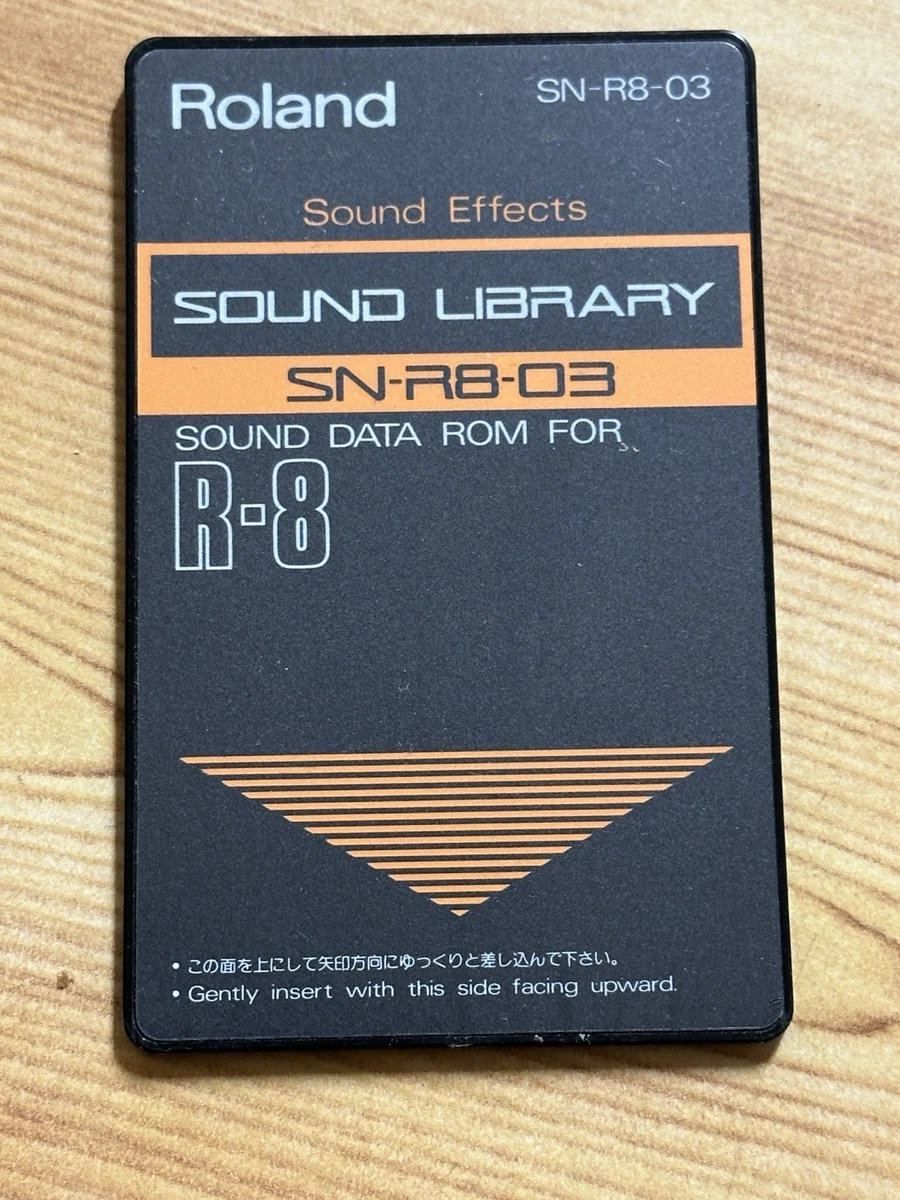 Roland
SN-R8-03
Sound Effects
SOUND LIBRARY
SN-R8-03
SOUND DATA ROM FOR
R-8
• この面を上にして矢印方向にゆっくりと差し込んで下さい。
• Gently insert with this side facing upward.